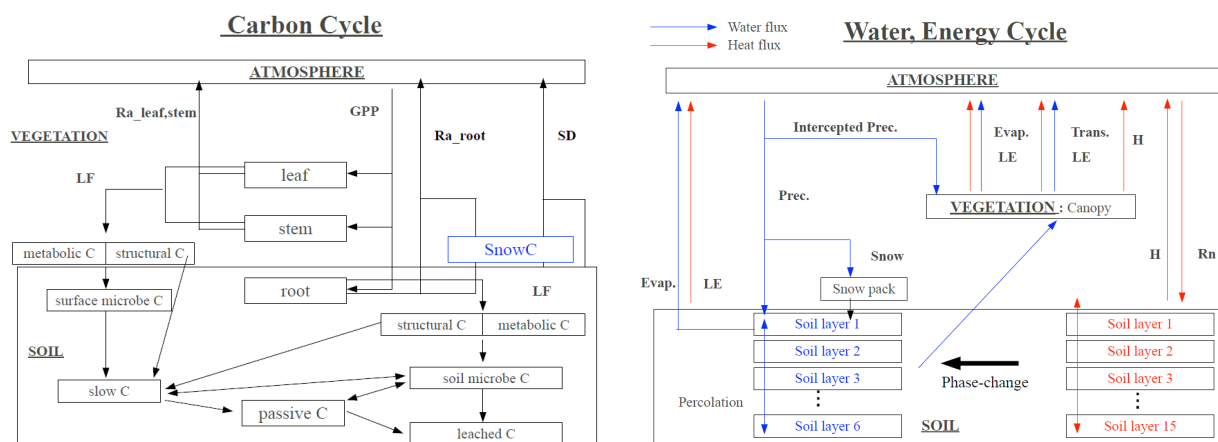 Carbon Cycle
ATMOSPHERE
Ra_leaf,stem
GPP
VEGETATION
Ra_root
SD
LF
leaf
stem
SnowC
metabolic C
structural C
surface microbe C
root
LF
structural C
metabolic C
SOIL
slow C
soil microbe C
passive C
leached C
Water flux
Heat flux
Water, Energy Cycle
ATMOSPHERE
Intercepted Prec.
Evap.
LE
Trans.
LE
H
Prec.
VEGETATION : Canopy
Snow
H
Rn
Evap.
LE
Snow pack
Soil layer 1
Soil layer 2
Soil layer 3
⋮
Percolation
Soil layer 6
Phase-change
SOIL
Soil layer 1
Soil layer 2
Soil layer 3
⋮
Soil layer 15